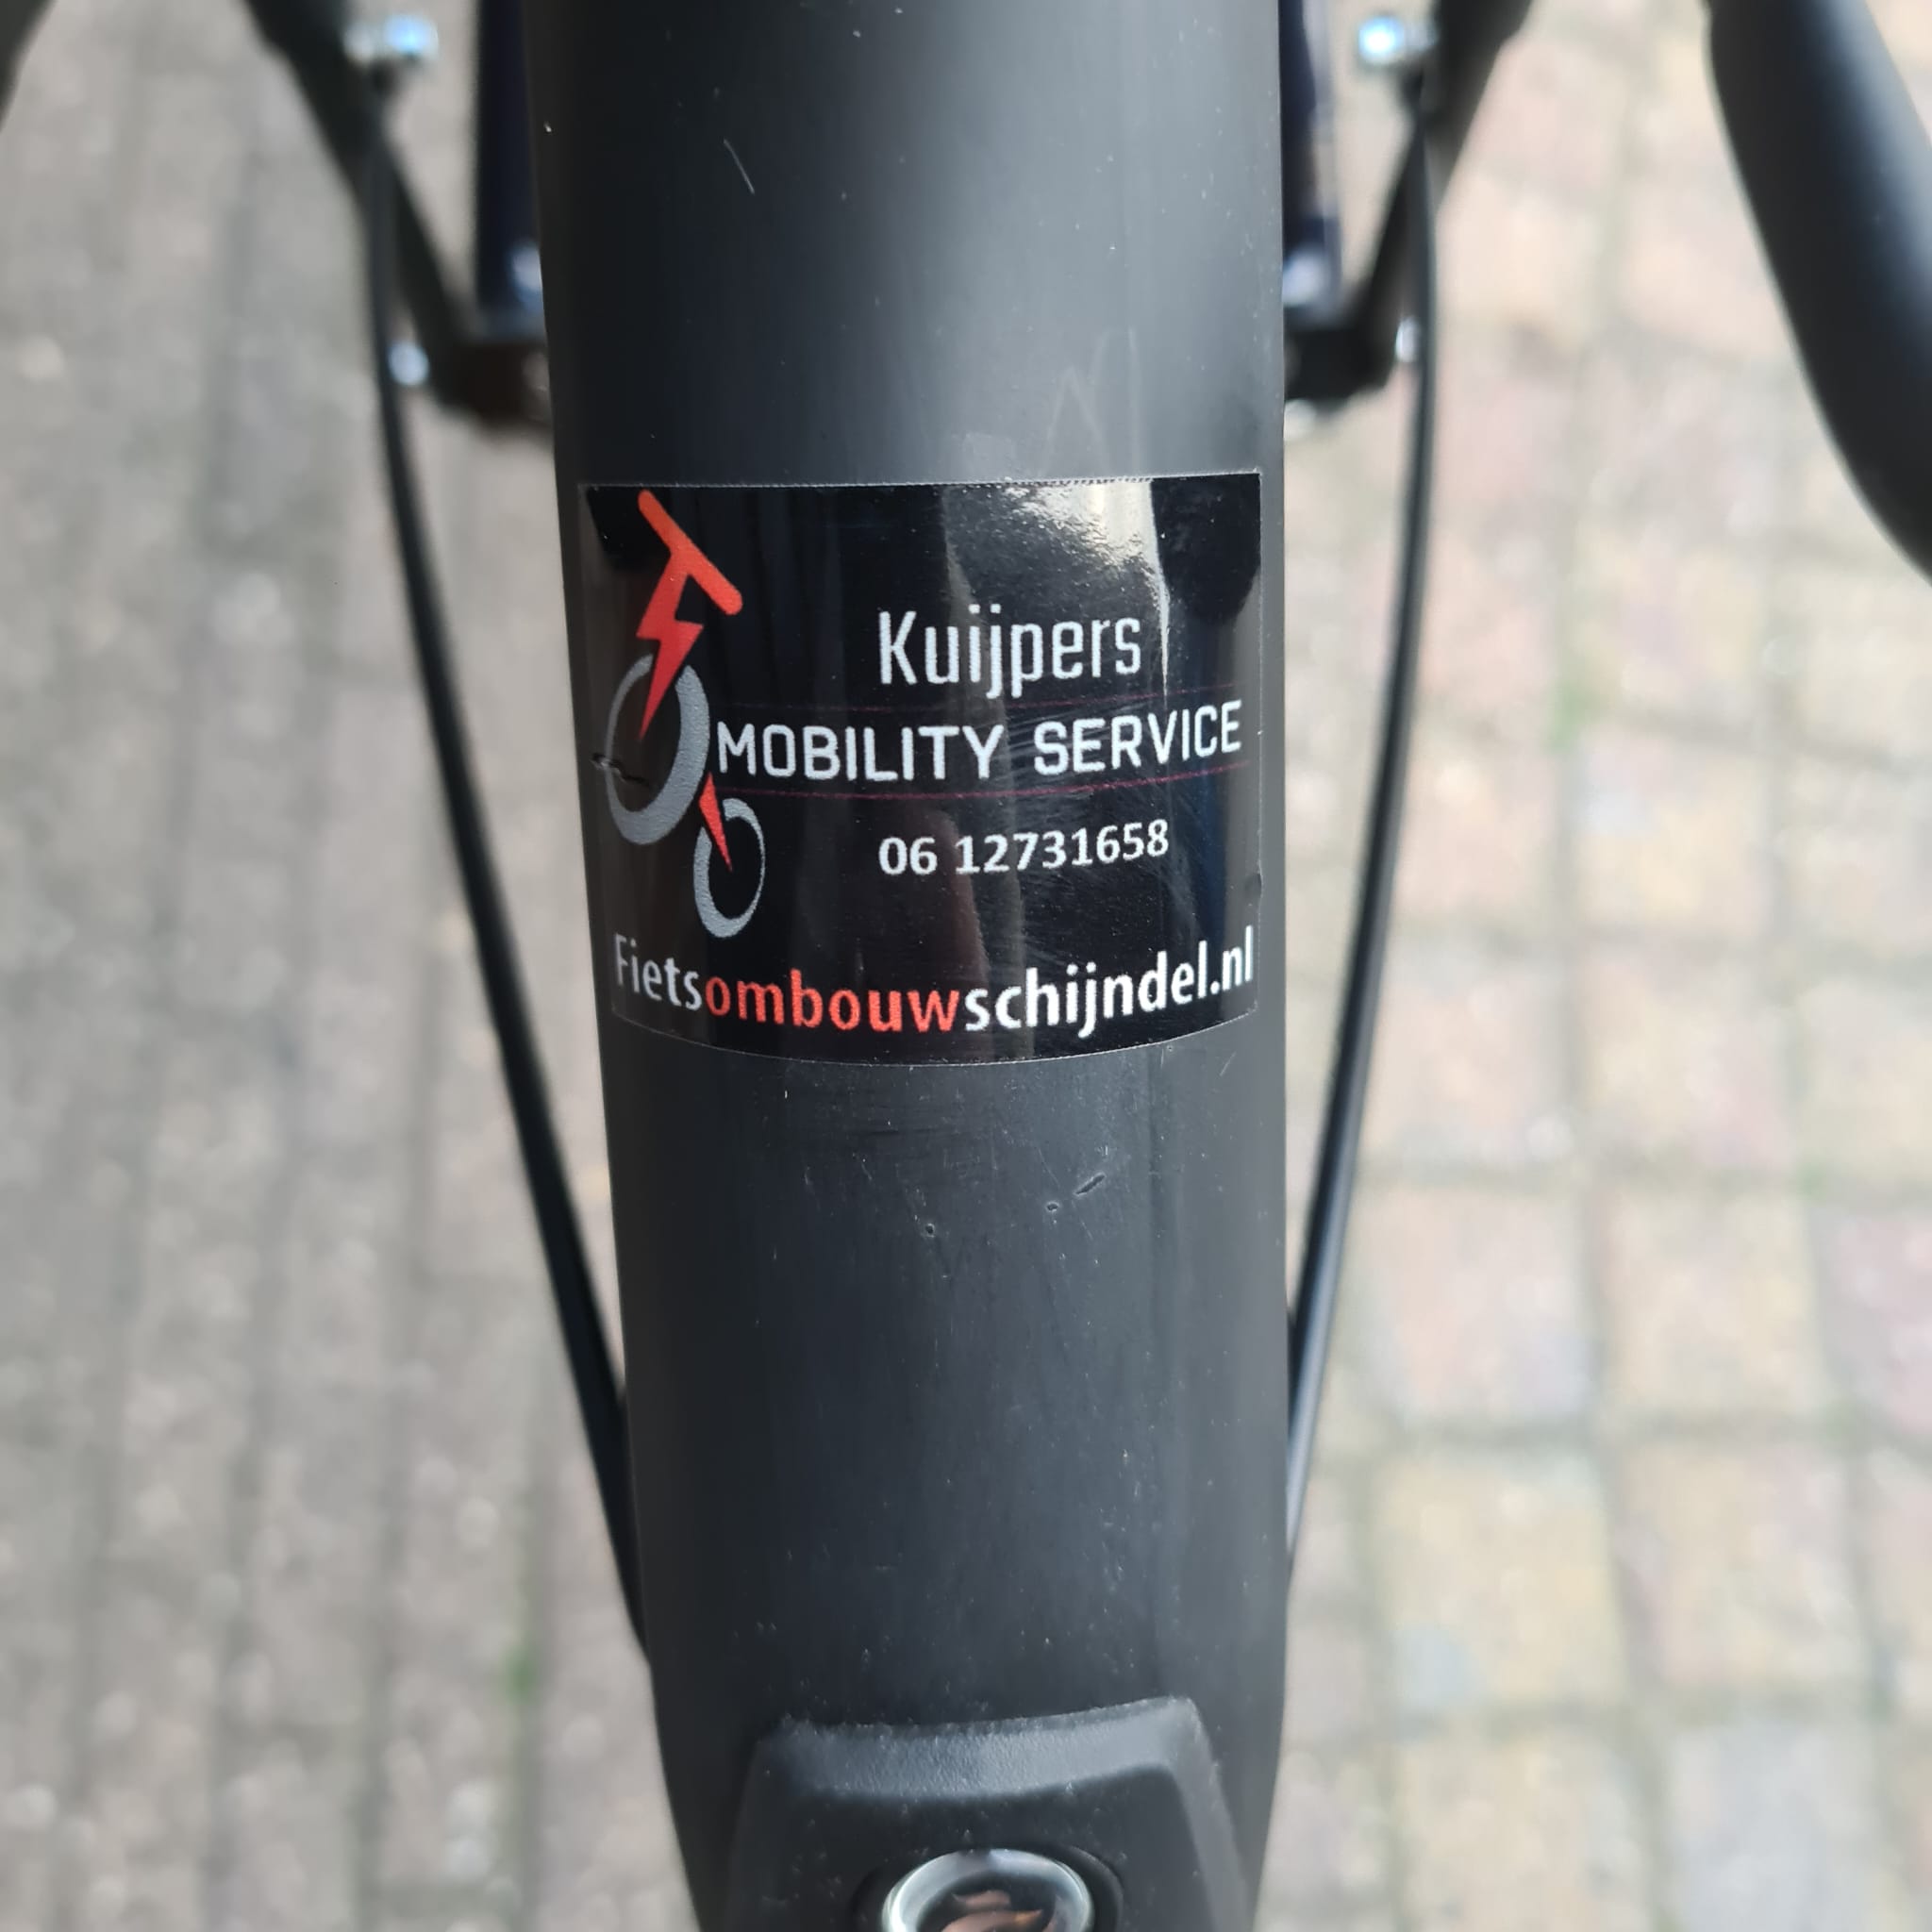 Kuijpers
MOBILITY SERVICE
06 12731658
Fietsombouwschijndel.nl